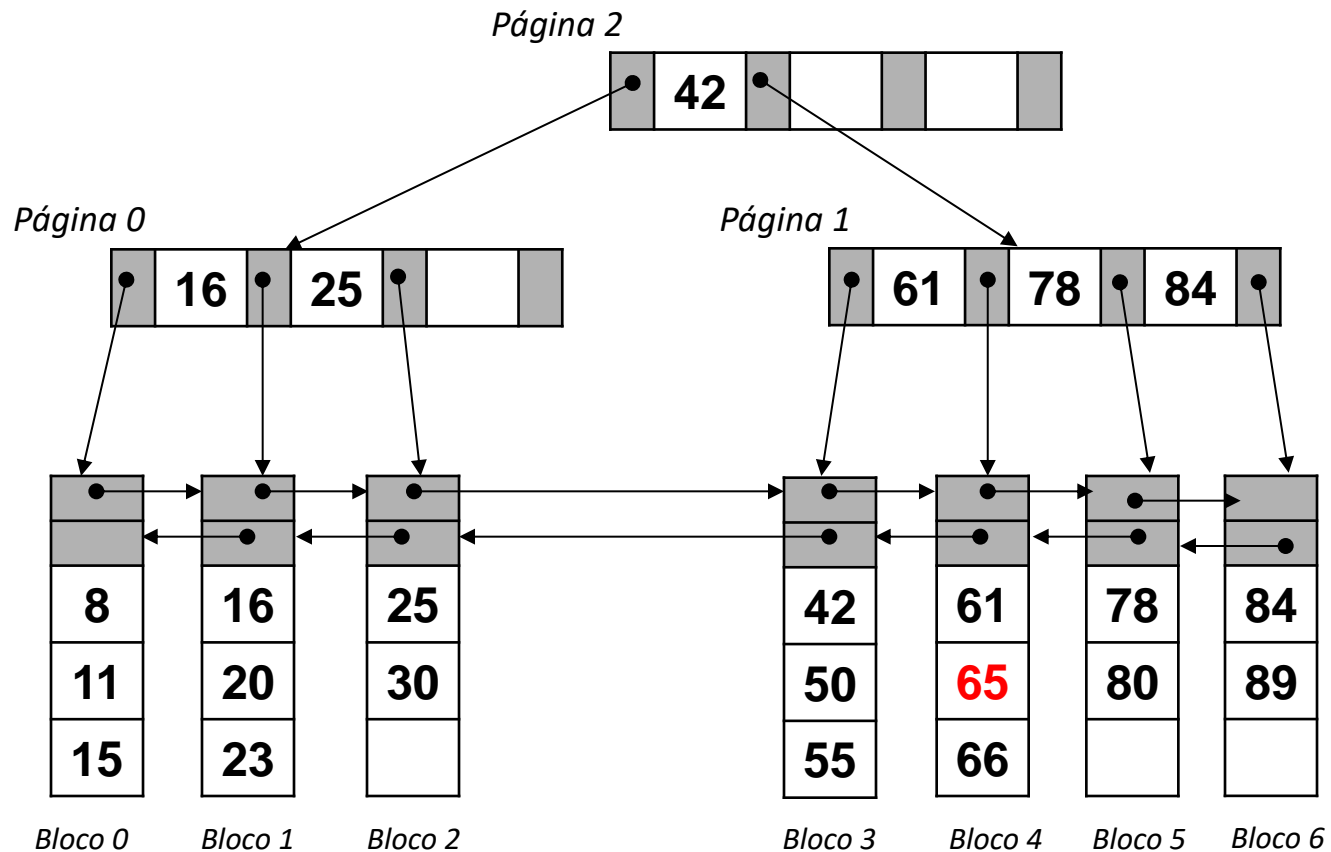 Página 2
42
Página 0
Página 1
16 25
61 78 84
8 16 25 42 61 78 84
11 20 30 50 65 80 89
15 23 55 66
Bloco 0 Bloco 1 Bloco 2 Bloco 3 Bloco 4 Bloco 5 Bloco 6